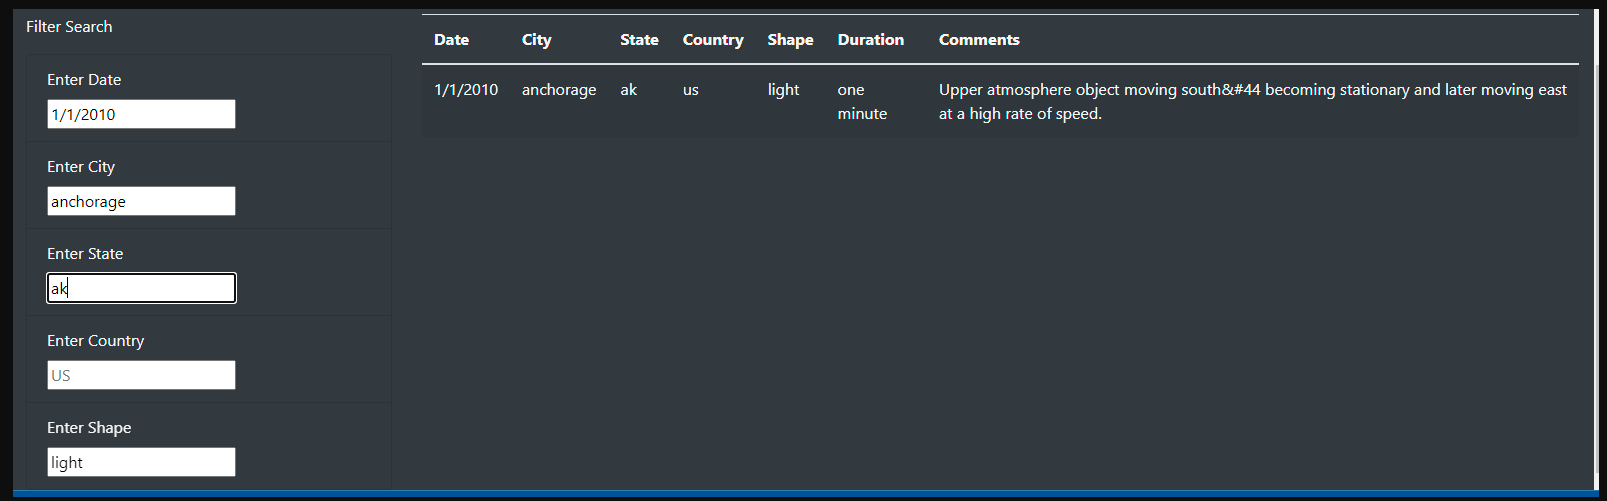 Filter Search
Enter Date
1/1/2010
Enter City
anchorage
Enter State
ak
Enter Country
US
Enter Shape
light
Date City State Country Shape Duration Comments
1/1/2010 anchorage ak us light one Upper atmosphere object moving south&#44 becoming stationary and later moving east
minute at a high rate of speed.